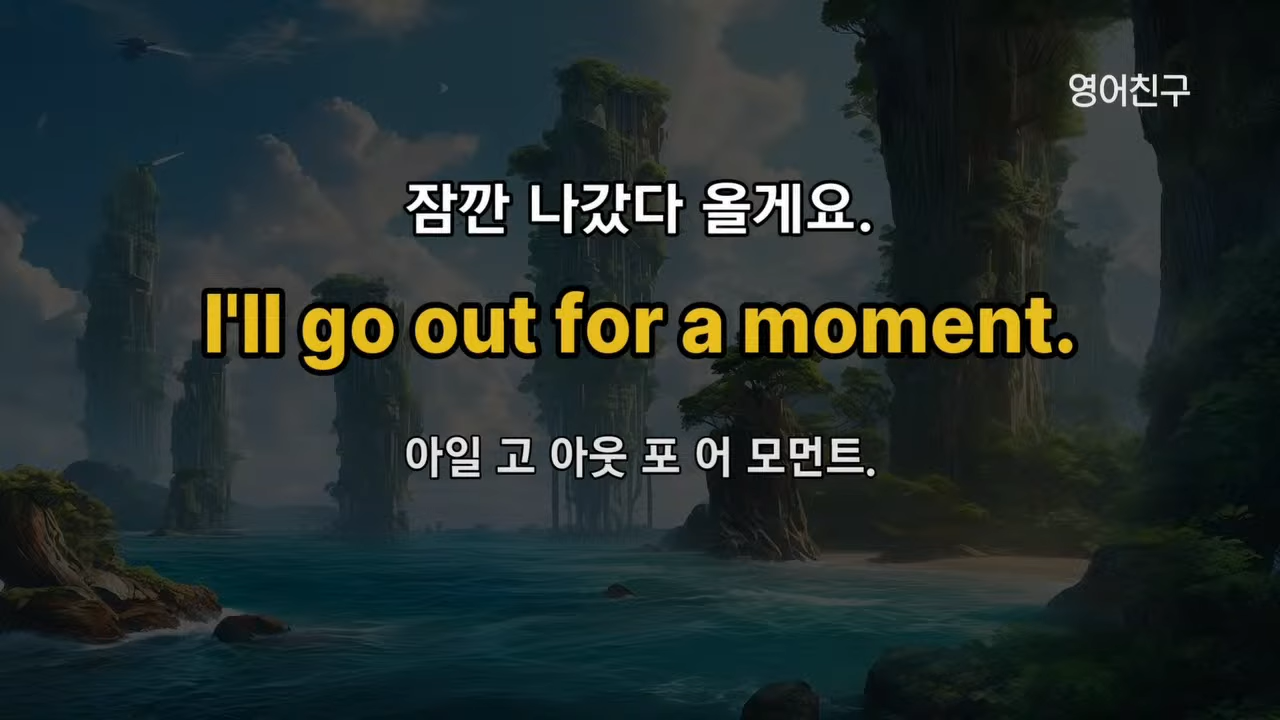 영어친구
잠깐 나갔다 올게요.
I'll go out for a moment.
아일 고 아웃 포 어 모먼트.